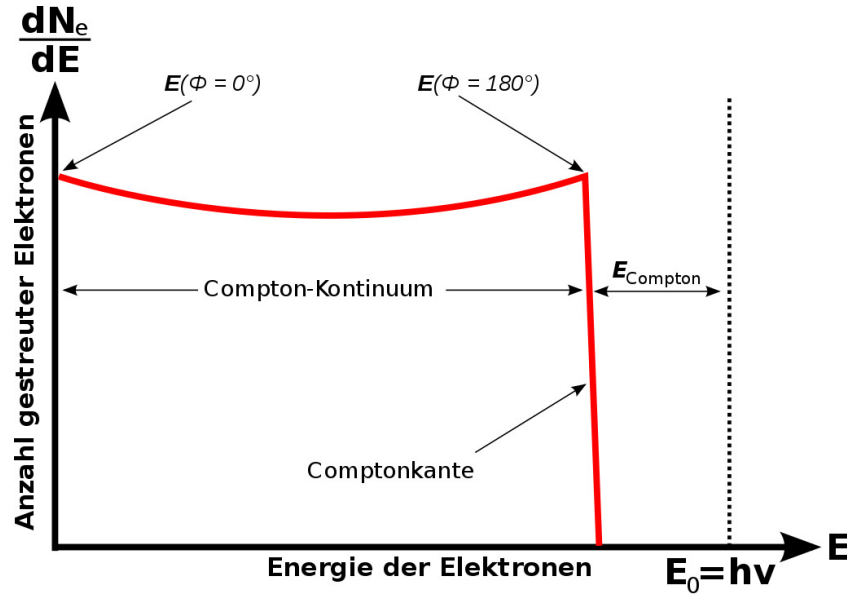 dNe
dE
E(Φ = 0°)
E(Φ = 180°)
Anzahl gestreuter Elektronen
Compton-Kontinuum
ECompton
Comptonkante
Energie der Elektronen
E0=hν
E